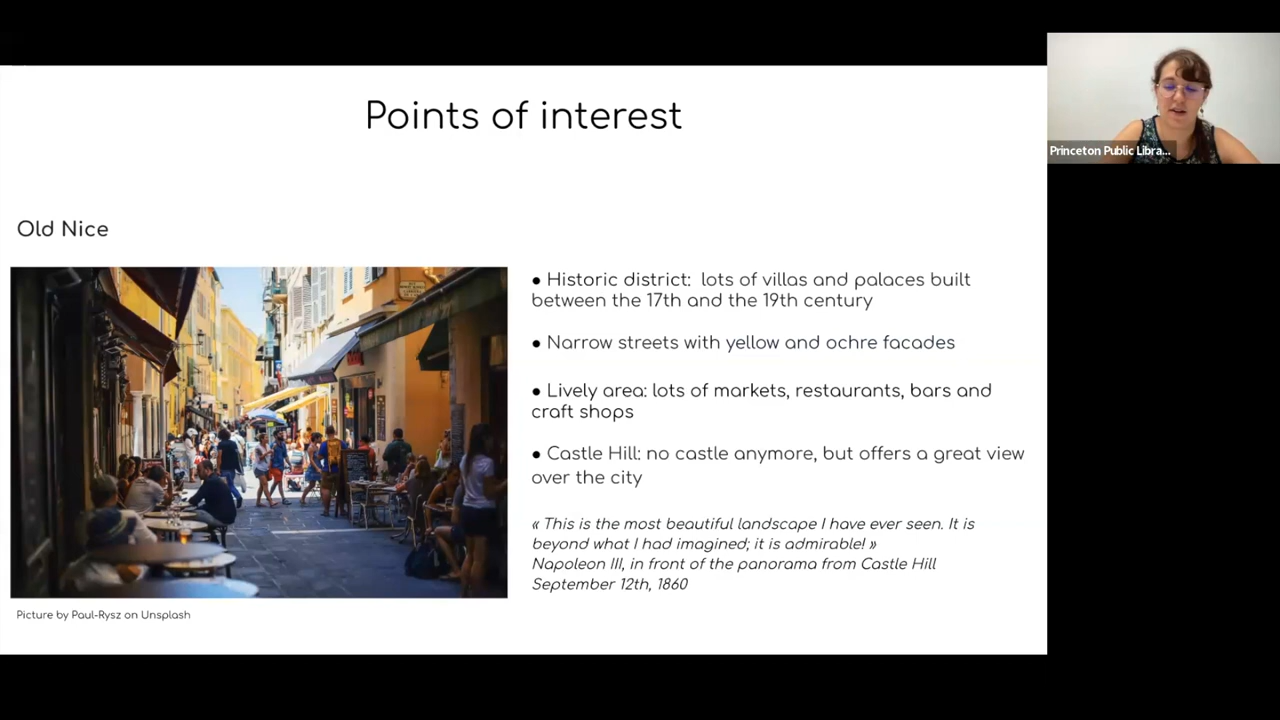 Points of interest
Princeton Public Libra...
Old Nice
● Historic district:  lots of villas and palaces built
between the 17th and the 19th century
● Narrow streets with yellow and ochre facades
● Lively area: lots of markets, restaurants, bars and
craft shops
● Castle Hill: no castle anymore, but offers a great view
over the city
« This is the most beautiful landscape I have ever seen. It is
beyond what I had imagined; it is admirable! »
Napoleon III, in front of the panorama from Castle Hill
September 12th, 1860
Picture by Paul-Rysz on Unsplash